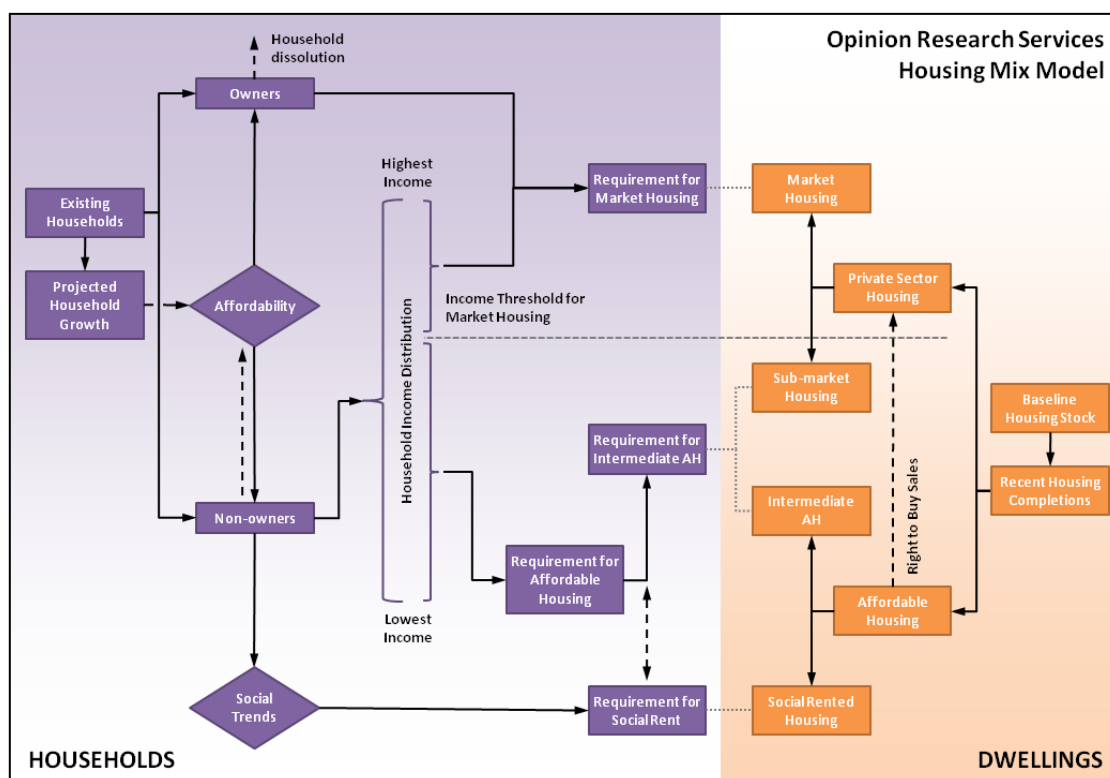 Opinion Research Services
Housing Mix Model
Household
dissolution
Owners
Highest
Income
Requirement for
Market Housing
Market
Housing
Existing
Households
Projected
Household
Growth
Affordability
Income Threshold for
Market Housing
Private Sector
Housing
Household Income Distribution
Sub-market
Housing
Baseline
Housing Stock
Requirement for
Intermediate AH
Recent Housing
Completions
Intermediate
AH
Right to Buy Sales
Non-owners
Requirement for
Affordable
Housing
Affordable
Housing
Lowest
Income
Social
Trends
Requirement for
Social Rent
Social Rented
Housing
HOUSEHOLDS
DWELLINGS